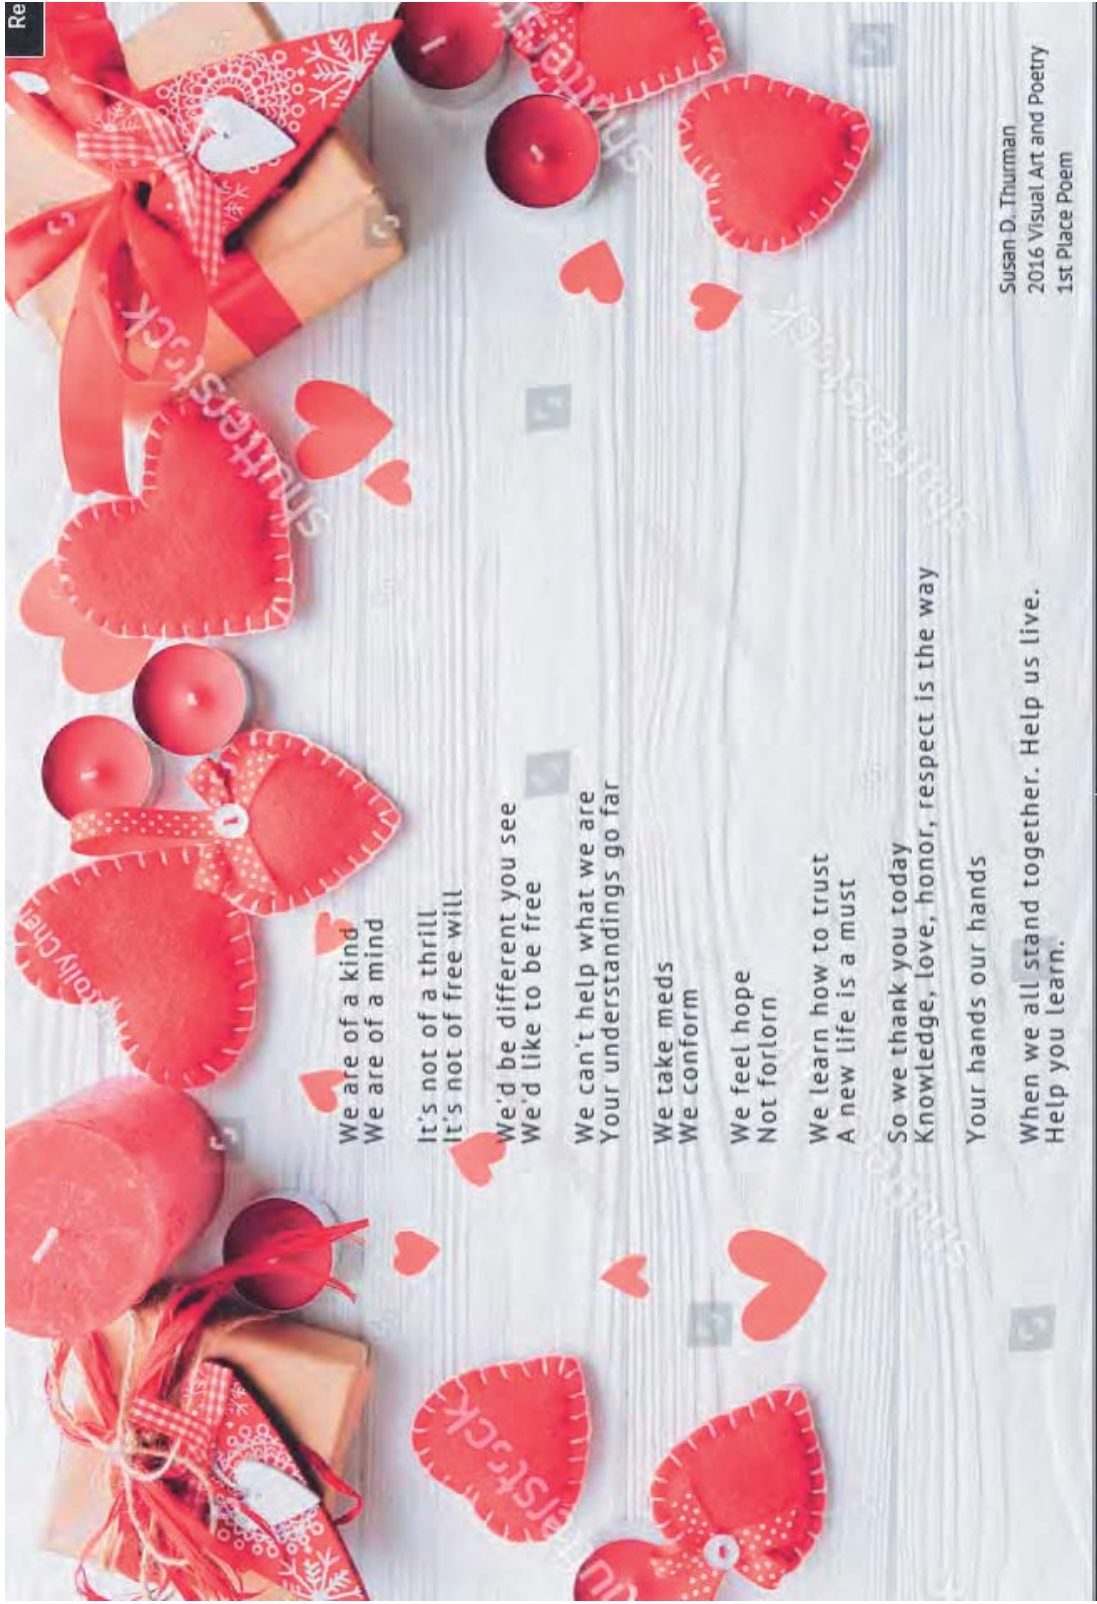 Re
We are of a kind
We are of a mind
It's not of a thrill
It's not of free will
We'd be different you see
We'd like to be free
We can't help what we are
Your understandings go far
We take meds
We conform
We feel hope
Not forlorn
We learn how to trust
A new life is a must
So we thank you today
Knowledge, love, honor, respect is the way
Your hands our hands
When we all stand together. Help us live.
Help you learn.
Susan D. Thurman
2016 Visual Art and Poetry
1st Place Poem
shutterstock
shutterstock
shutterstock